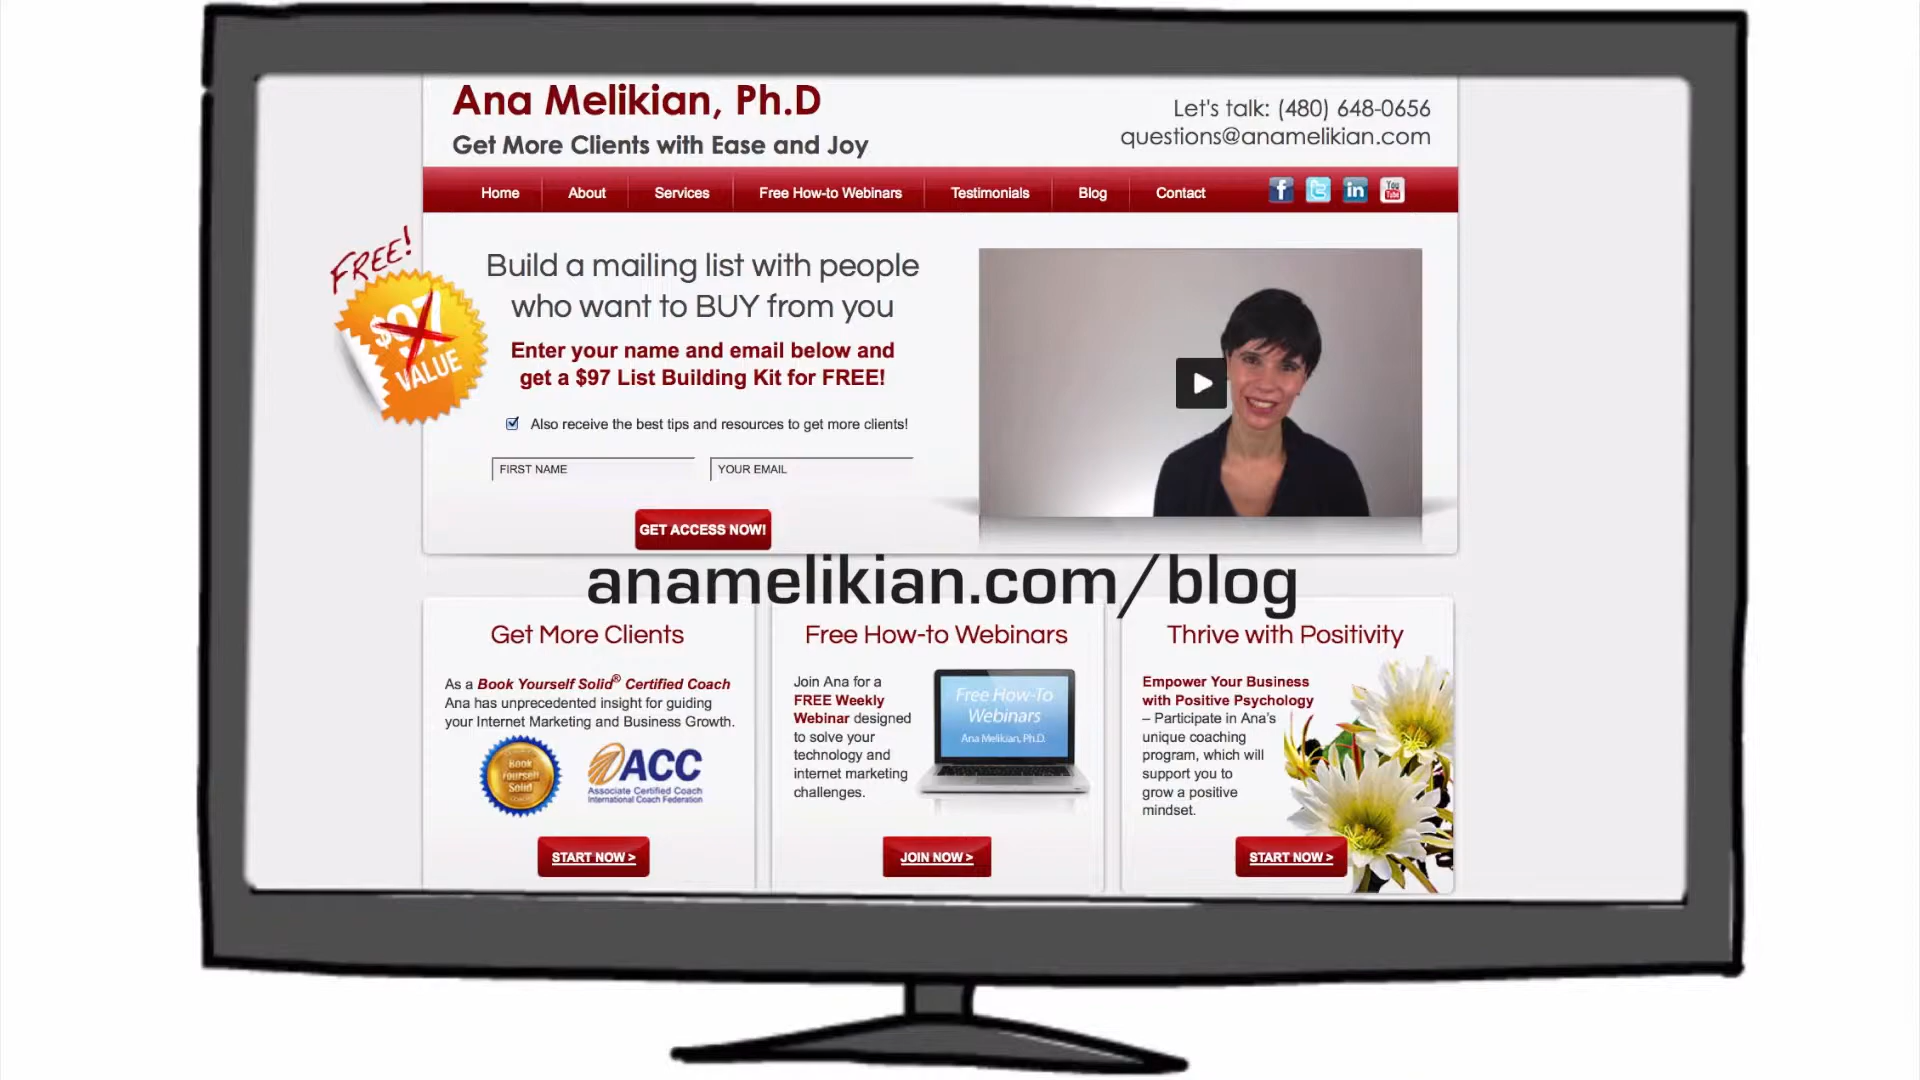 Ana Melikian, Ph.D
Get More Clients with Ease and Joy
Let's talk: (480) 648-0656
questions@anamelikian.com
Home
About
Services
Free How-to Webinars
Testimonials
Blog
Contact
f
t
in
You
Tube
FREE!
$97
VALUE
Build a mailing list with people
who want to BUY from you
Enter your name and email below and
get a $97 List Building Kit for FREE!
Also receive the best tips and resources to get more clients!
FIRST NAME
YOUR EMAIL
GET ACCESS NOW!
anamelikian.com/blog
Get More Clients
As a Book Yourself Solid® Certified Coach
Ana has unprecedented insight for guiding
your Internet Marketing and Business Growth.
Book
Yourself
Solid
ACC
Associate Certified Coach
International Coach Federation
START NOW >
Free How-to Webinars
Join Ana for a
FREE Weekly
Webinar designed
to solve your
technology and
internet marketing
challenges.
Free How-To
Webinars
Ana Melikian, Ph.D.
JOIN NOW >
Thrive with Positivity
Empower Your Business
with Positive Psychology
– Participate in Ana's
unique coaching
program, which will
support you to
grow a positive
mindset.
START NOW >